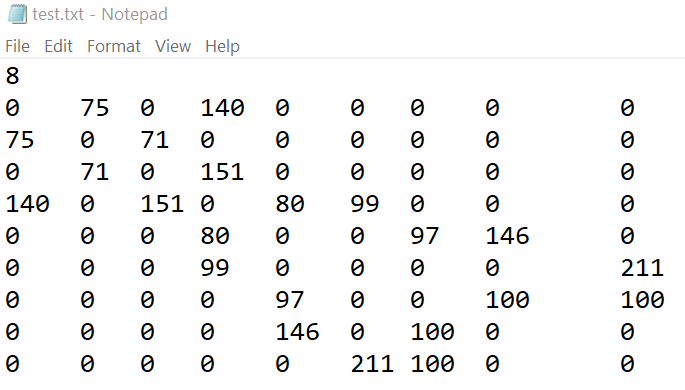 test.txt - Notepad
File Edit Format View Help
8
0 75 0 140 0 0 0 0 0
75 0 71 0 0 0 0 0 0
0 71 0 151 0 0 0 0 0
140 0 151 0 80 99 0 0 0
0 0 0 80 0 0 97 146 0
0 0 0 99 0 0 0 0 211
0 0 0 0 97 0 0 100 100
0 0 0 0 146 0 100 0 0
0 0 0 0 0 211 100 0 0